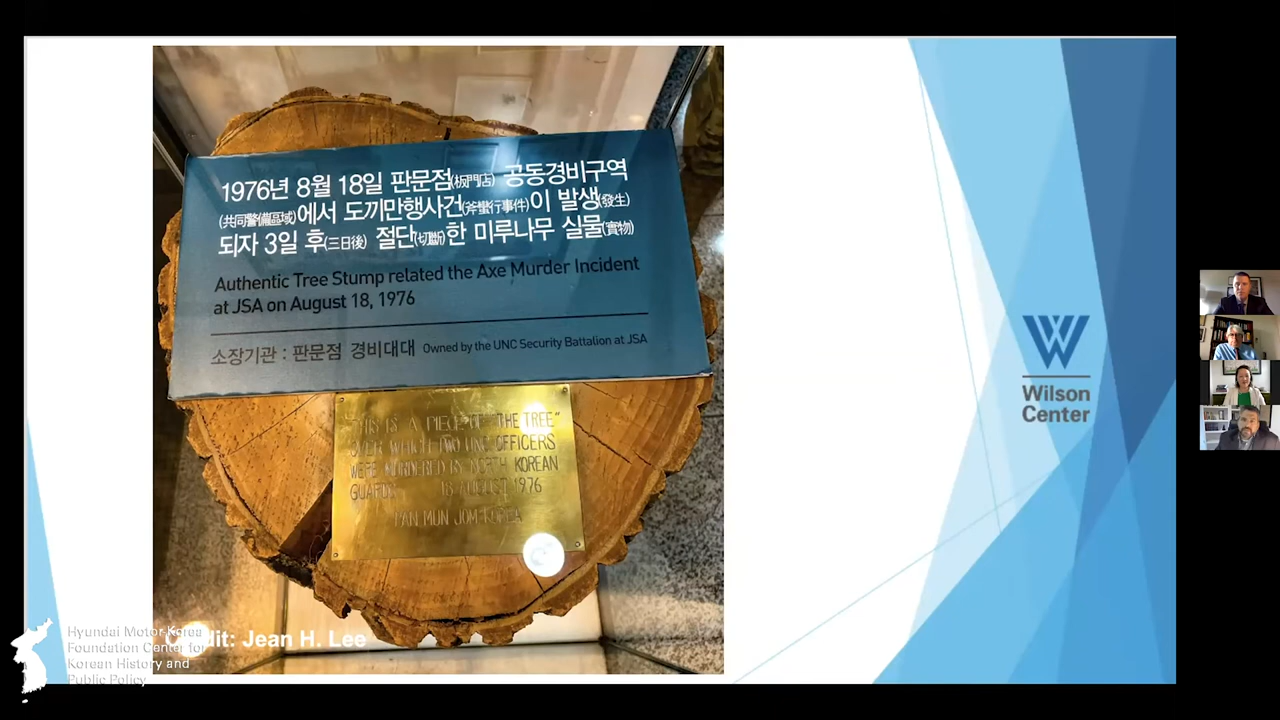 1976년 8월 18일 판문점(板門店) 공동경비구역
(共同警備區域)에서 도끼만행사건(斧蠻行事件)이 발생(發生)
되자 3일 후(三日後) 절단(切斷)한 미루나무 실물(實物)
Authentic Tree Stump related the Axe Murder Incident
at JSA on August 18, 1976
소장기관 : 판문점 경비대대 Owned by the UNC Security Battalion at JSA
THIS IS A PIECE OF "THE TREE"
OVER WHICH TWO UNC OFFICERS
WERE MURDERED BY NORTH KOREAN
GUARDS 18 AUGUST 1976
PAN MUN JOM KOREA
Credit: Jean H. Lee
Hyundai Motor-Korea
Foundation Center for
Korean History and
Public Policy
W
Wilson
Center